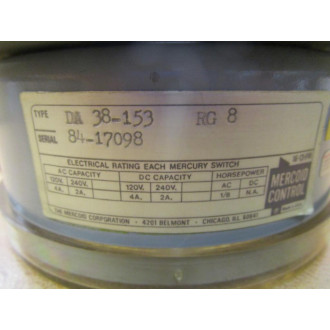 TYPE DA 38-153 RG 8
SERIAL 84-17098
ELECTRICAL RATING EACH MERCURY SWITCH
AC CAPACITY DC CAPACITY HORSEPOWER
120V. 240V. 120V. 240V. AC DC
4A. 2A. 4A. 2A. 1/8 N.A.
MERCOID
CONTROL
THE MERCOID CORPORATION - 4201 BELMONT - CHICAGO ILL 60641